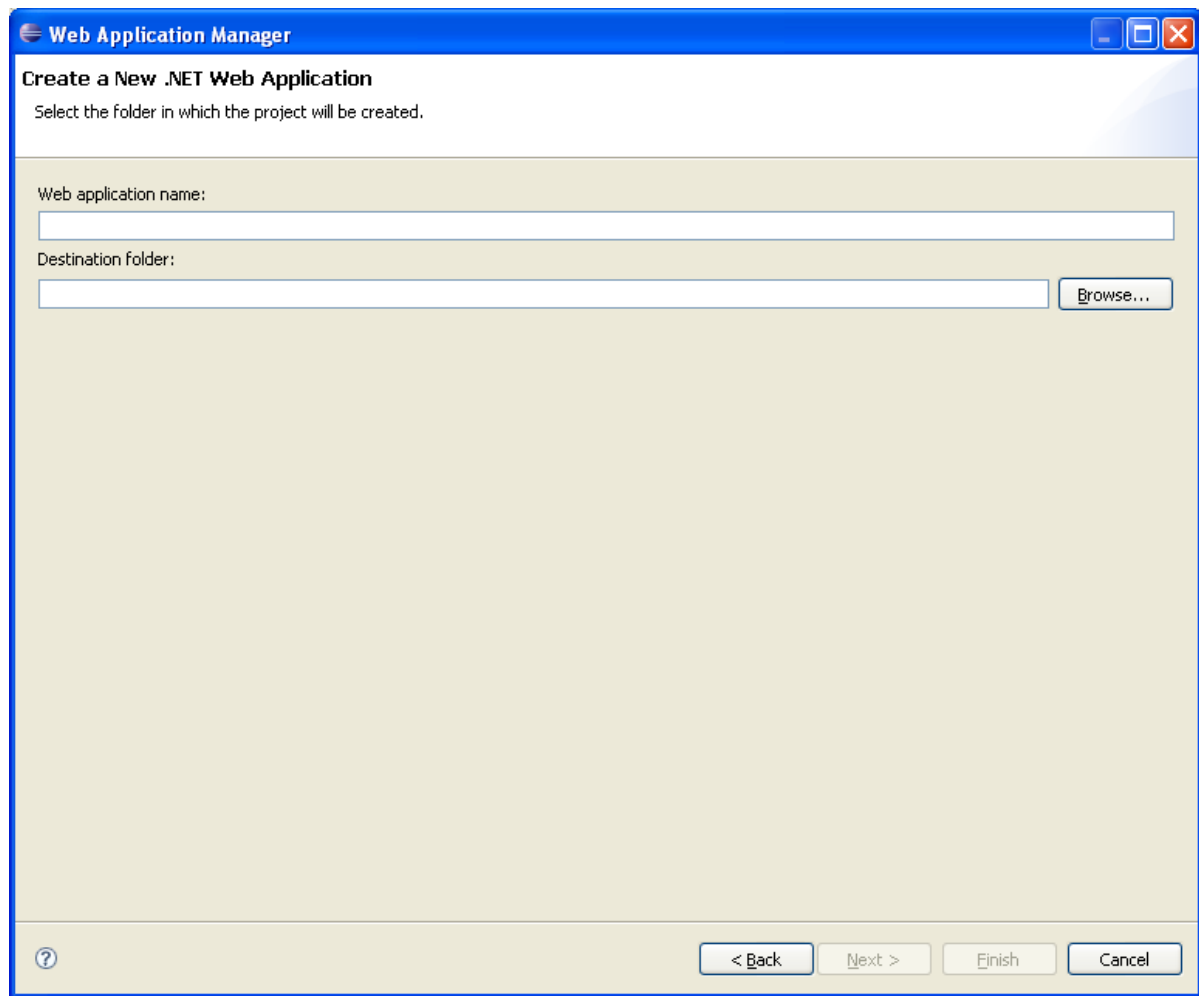 Web Application Manager
Create a New .NET Web Application
Select the folder in which the project will be created.
Web application name:
Destination folder:
Browse...
?
< Back Next > Finish Cancel